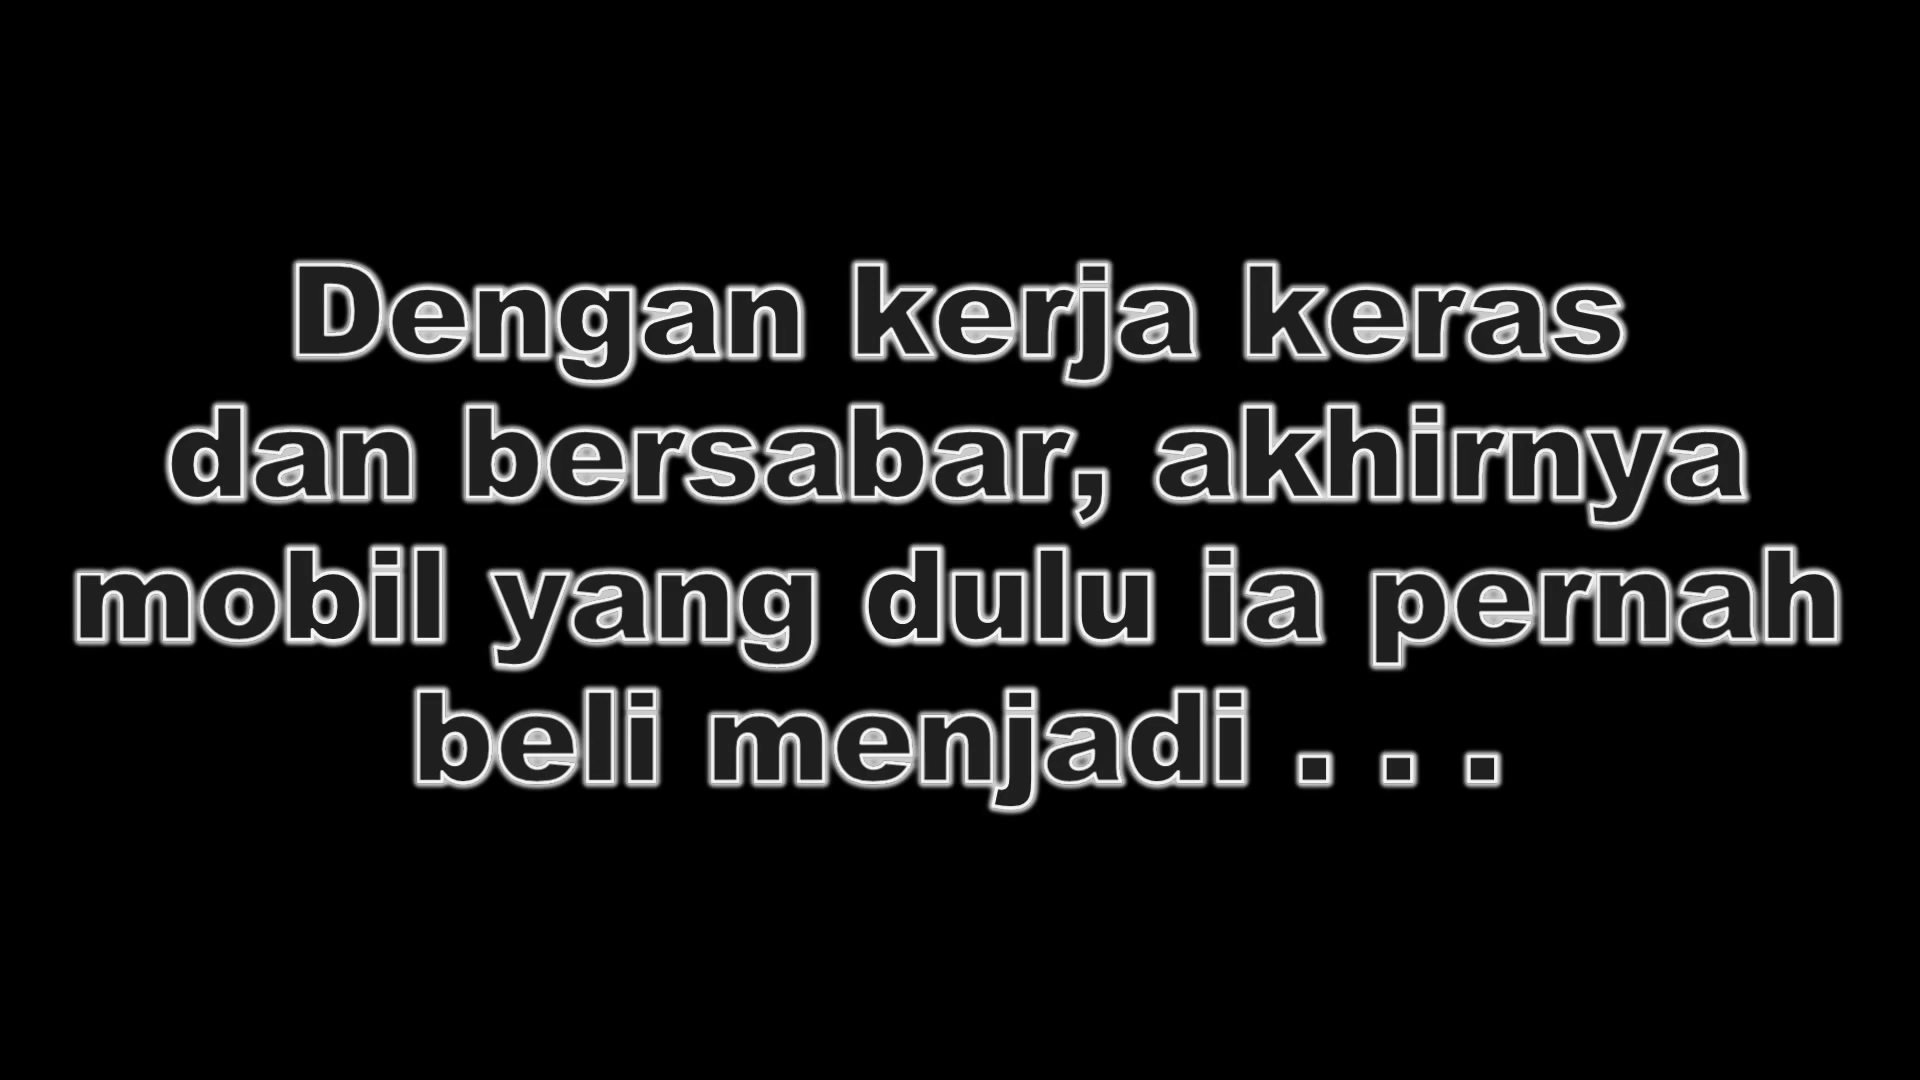 Dengan kerja keras
dan bersabar, akhirnya
mobil yang dulu ia pernah
beli menjadi . . .